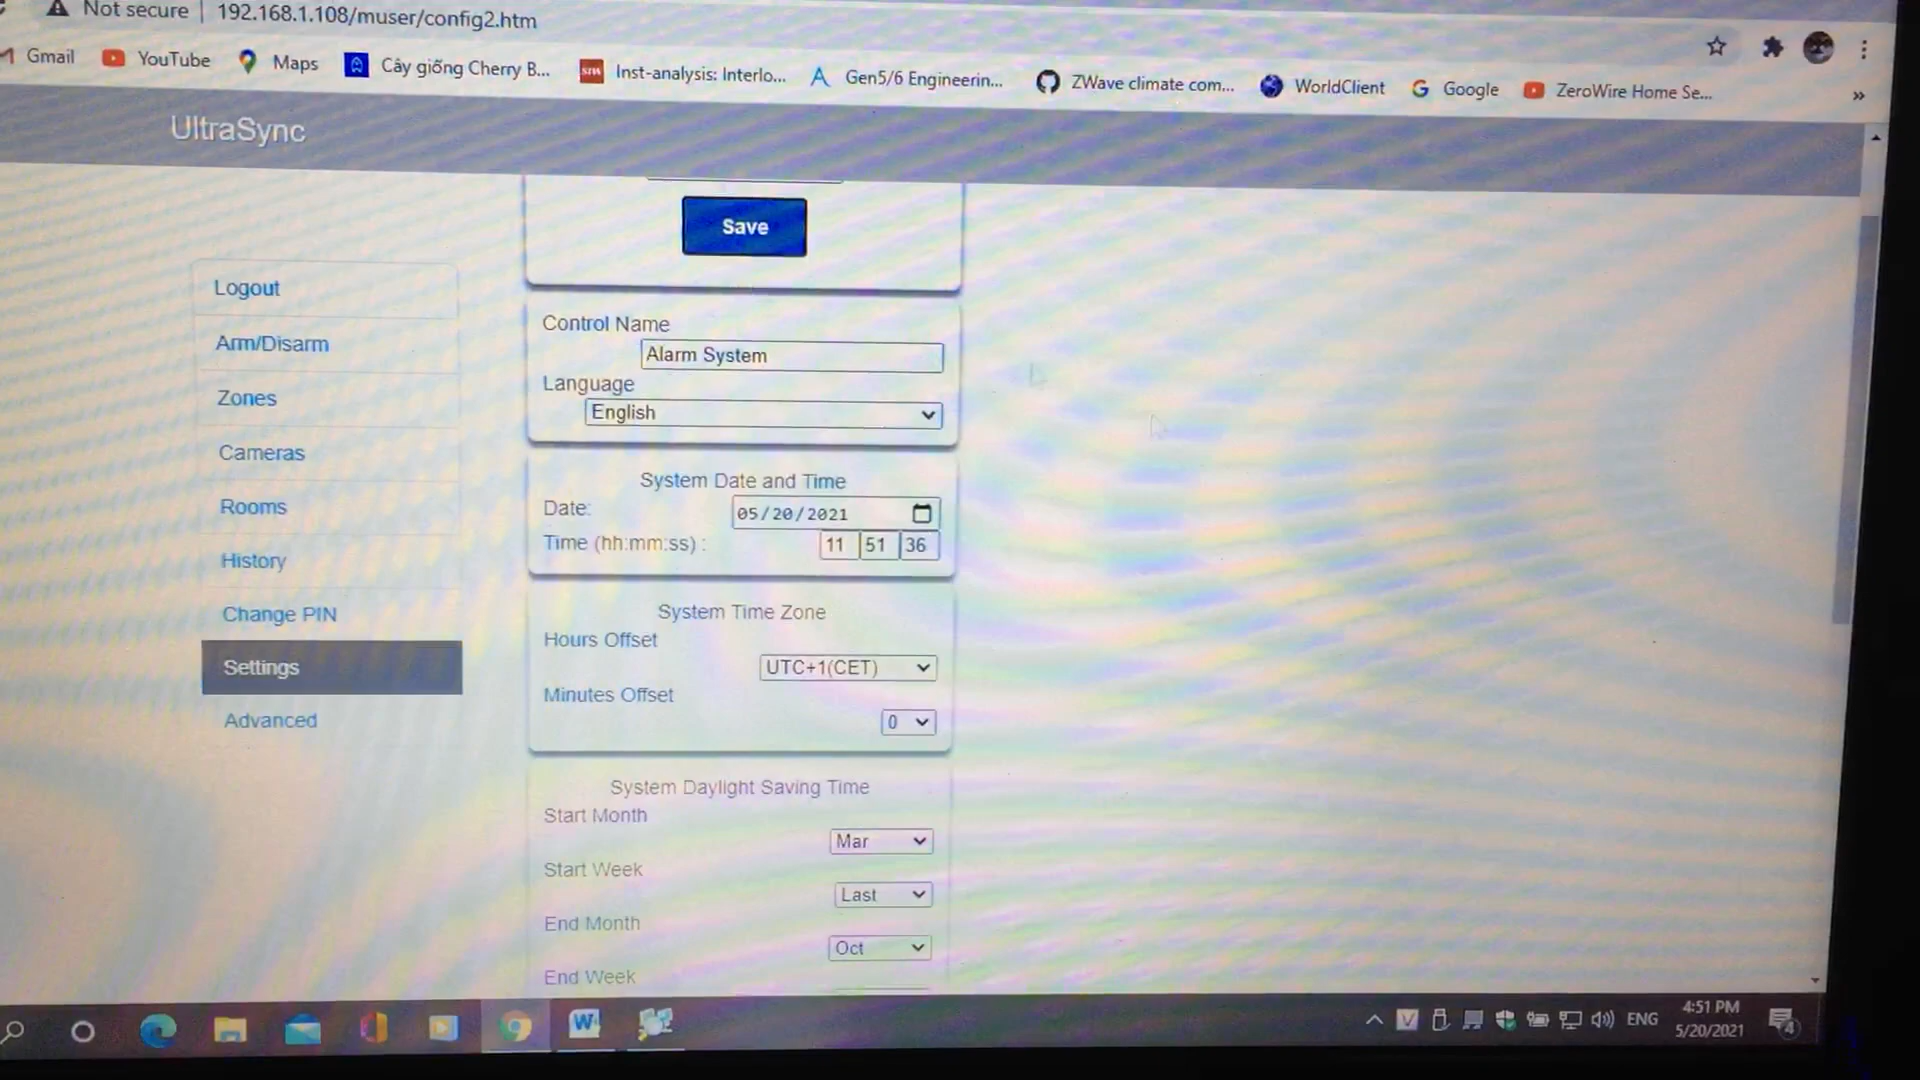 Not secure | 192.168.1.108/muser/config2.htm
Gmail YouTube Maps Cây giống Cherry B... Inst-analysis: Interlo... Gen5/6 Engineerin... ZWave climate com... WorldClient Google ZeroWire Home Se... »
UltraSync
Save
Logout
Arm/Disarm
Zones
Cameras
Rooms
History
Change PIN
Settings
Advanced
Control Name
Alarm System
Language
English
System Date and Time
Date: 05/20/2021
Time (hh:mm:ss) : 11 51 36
System Time Zone
Hours Offset
UTC+1(CET)
Minutes Offset
0
System Daylight Saving Time
Start Month
Mar
Start Week
Last
End Month
Oct
End Week
ENG
4:51 PM
5/20/2021
4